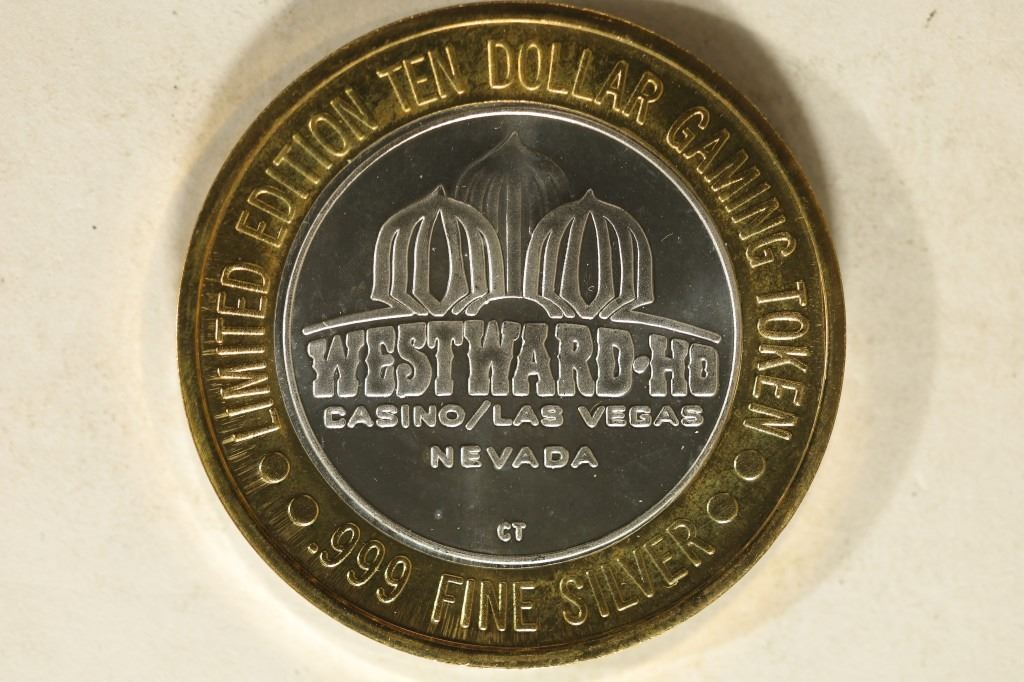 LIMITED EDITION TEN DOLLAR GAMING TOKEN
WESTWARD·HO
CASINO/LAS VEGAS
NEVADA
CT
.999 FINE SILVER